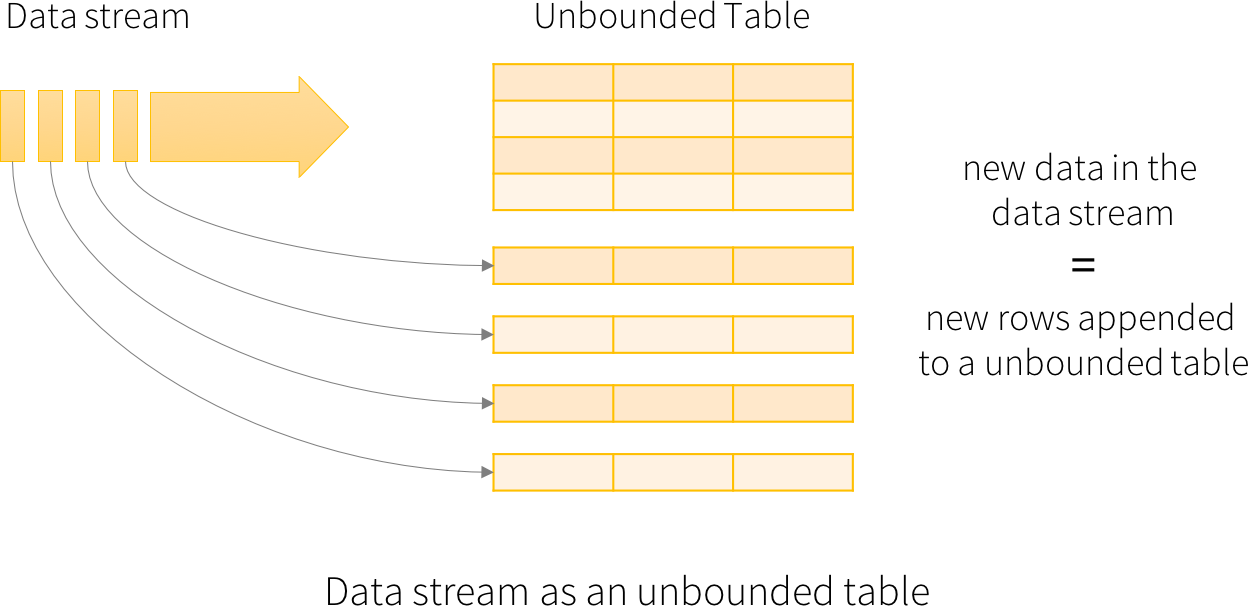 Data stream
Unbounded Table
new data in the
data stream
=
new rows appended
to a unbounded table
Data stream as an unbounded table